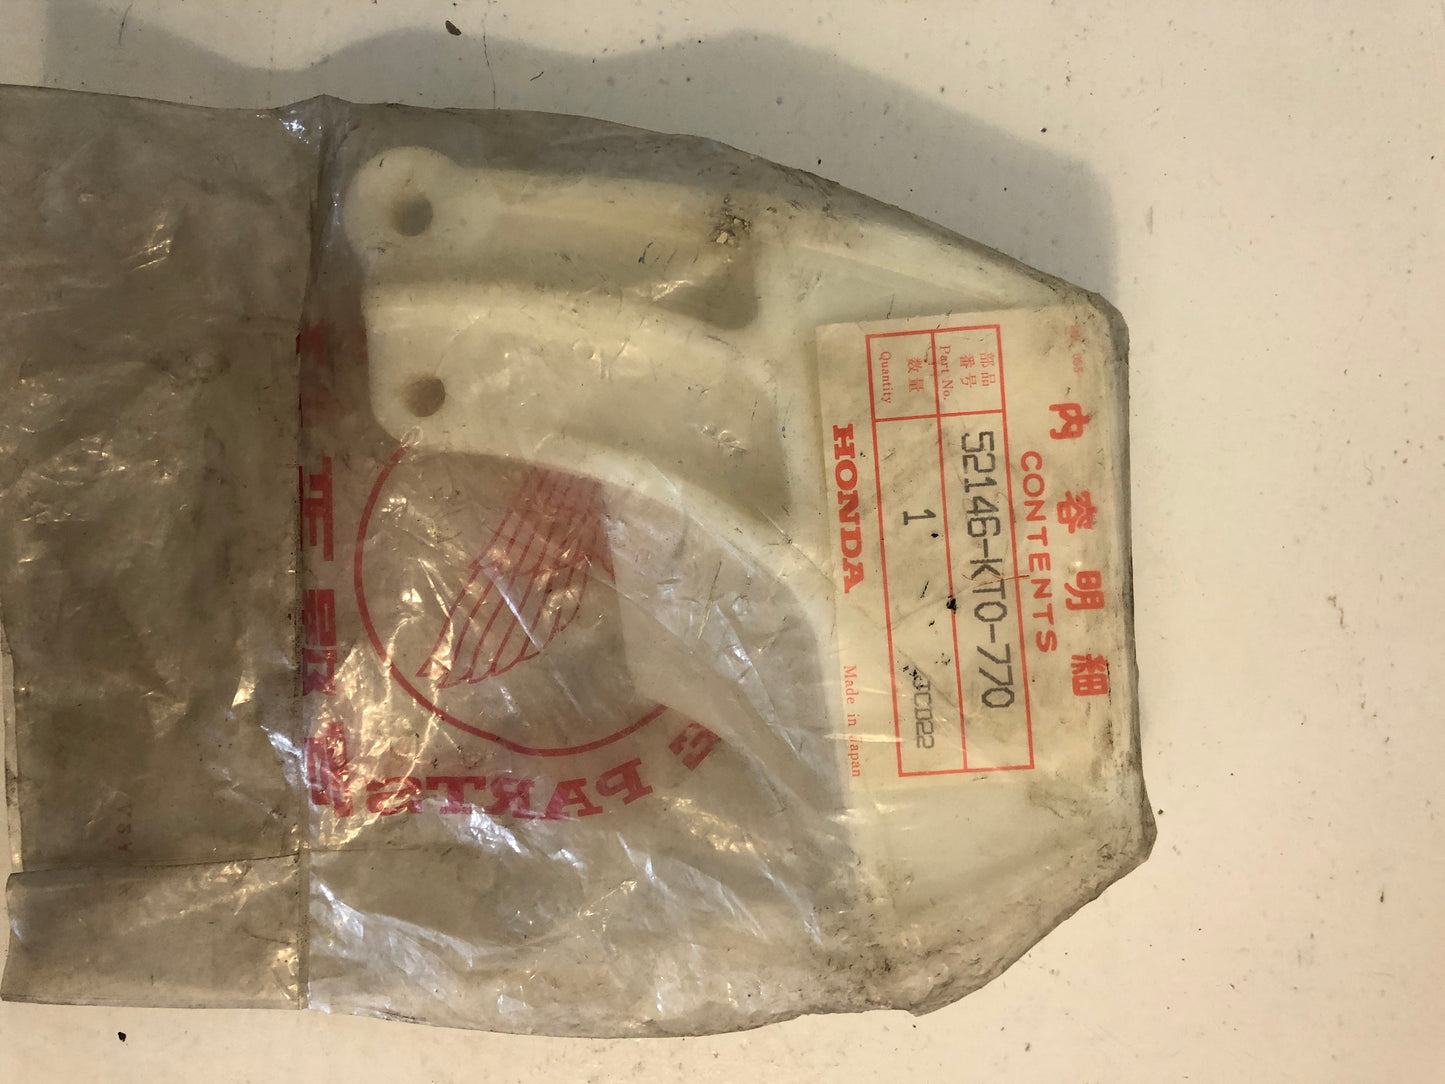 内容明細
CONTENTS
部品番号
Part No.
52146-KT0-770
数量
Quantity
1
HONDA
Made in Japan
PARTS